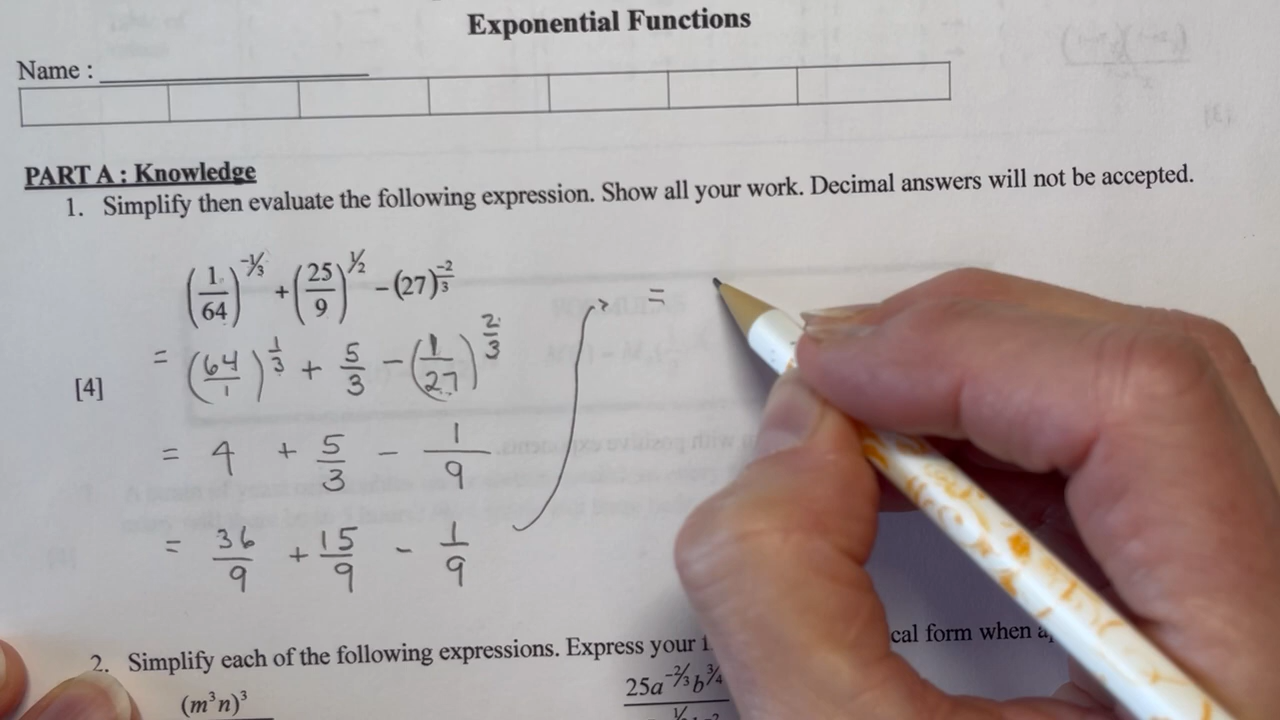 Exponential Functions
Name :
PART A : Knowledge
1. Simplify then evaluate the following expression. Show all your work. Decimal answers will not be accepted.
(1/64)^(-1/3) + (25/9)^(1/2) - (27)^(-2/3)
= (64/1)^(1/3) + 5/3 - (1/27)^(2/3)
[4]
= 4 + 5/3 - 1/9
= 36/9 + 15/9 - 1/9
=
2. Simplify each of the following expressions. Express your cal form when
(m³n)³
25a^(-2/3)b^(3/4)